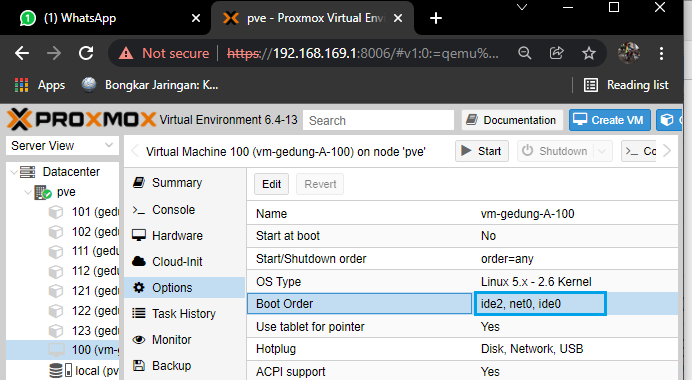 (1) WhatsApp
pve - Proxmox Virtual Envi
Not secure
https://192.168.169.1:8006/#v1:0:=qemu%...
Apps
Bongkar Jaringan: K...
Reading list
PROXMOX Virtual Environment 6.4-13
Search
Documentation
Create VM
Server View
Virtual Machine 100 (vm-gedung-A-100) on node 'pve'
Start
Shutdown
Co
Datacenter
pve
101 (gedu
102 (gedu
111 (gedu
112 (gedu
121 (gedu
122 (gedu
123 (gedu
100 (vm-g
local (pv
Summary
Console
Hardware
Cloud-Init
Options
Task History
Monitor
Backup
Edit
Revert
Name vm-gedung-A-100
Start at boot No
Start/Shutdown order order=any
OS Type Linux 5.x - 2.6 Kernel
Boot Order ide2, net0, ide0
Use tablet for pointer Yes
Hotplug Disk, Network, USB
ACPI support Yes